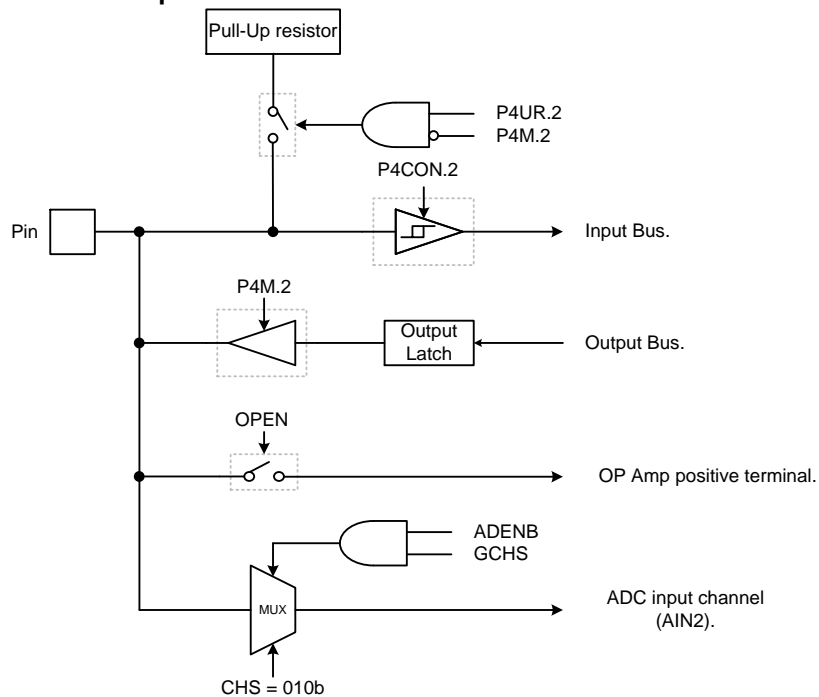 Pull-Up resistor
P4UR.2
P4M.2
P4CON.2
Pin
Input Bus.
P4M.2
Output
Latch
Output Bus.
OPEN
OP Amp positive terminal.
ADENB
GCHS
MUX
ADC input channel
(AIN2).
CHS = 010b